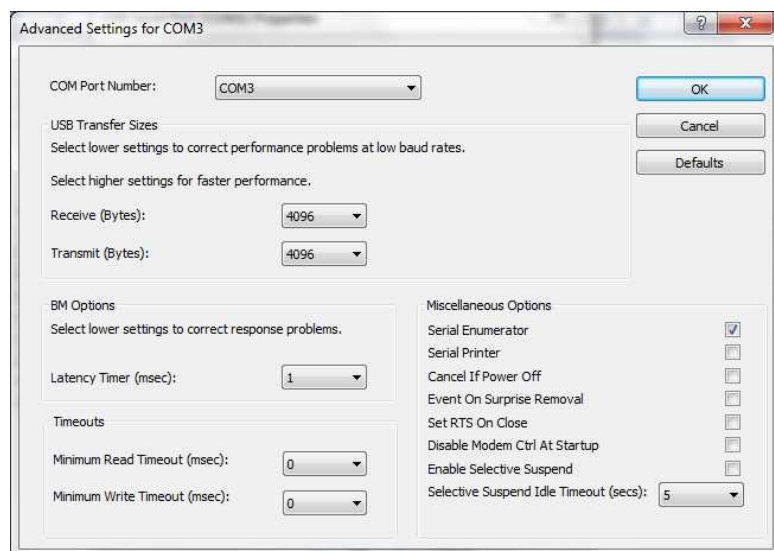 Advanced Settings for COM3
COM Port Number:
COM3
OK
USB Transfer Sizes
Cancel
Select lower settings to correct performance problems at low baud rates.
Defaults
Select higher settings for faster performance.
Receive (Bytes):
4096
Transmit (Bytes):
4096
BM Options
Select lower settings to correct response problems.
Latency Timer (msec):
1
Timeouts
Minimum Read Timeout (msec):
0
Minimum Write Timeout (msec):
0
Miscellaneous Options
Serial Enumerator
Serial Printer
Cancel If Power Off
Event On Surprise Removal
Set RTS On Close
Disable Modem Ctrl At Startup
Enable Selective Suspend
Selective Suspend Idle Timeout (secs):
5